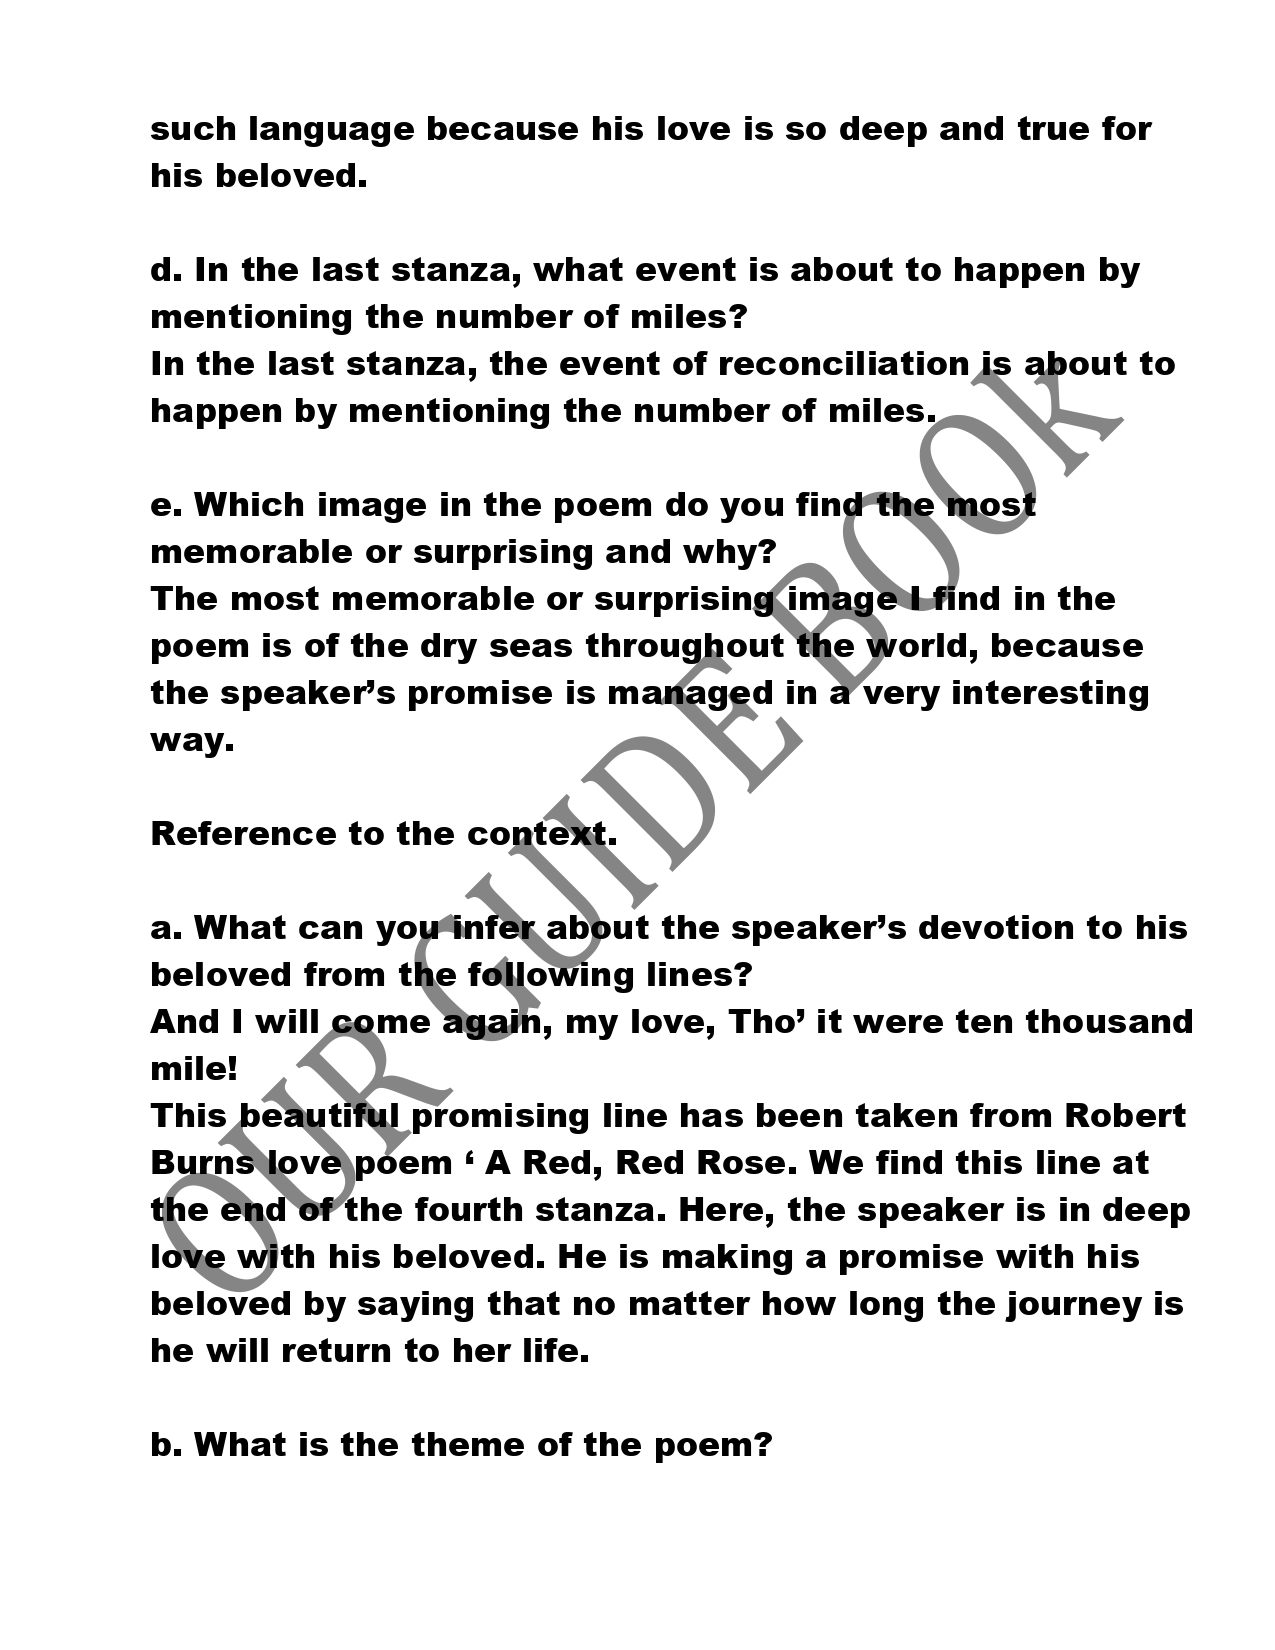 such language because his love is so deep and true for
his beloved.
d. In the last stanza, what event is about to happen by
mentioning the number of miles?
In the last stanza, the event of reconciliation is about to
happen by mentioning the number of miles.
e. Which image in the poem do you find the most
memorable or surprising and why?
The most memorable or surprising image I find in the
poem is of the dry seas throughout the world, because
the speaker’s promise is managed in a very interesting
way.
Reference to the context.
a. What can you infer about the speaker’s devotion to his
beloved from the following lines?
And I will come again, my love, Tho’ it were ten thousand
mile!
This beautiful promising line has been taken from Robert
Burns love poem ‘ A Red, Red Rose. We find this line at
the end of the fourth stanza. Here, the speaker is in deep
love with his beloved. He is making a promise with his
beloved by saying that no matter how long the journey is
he will return to her life.
b. What is the theme of the poem?
OUR GUIDE BOOk